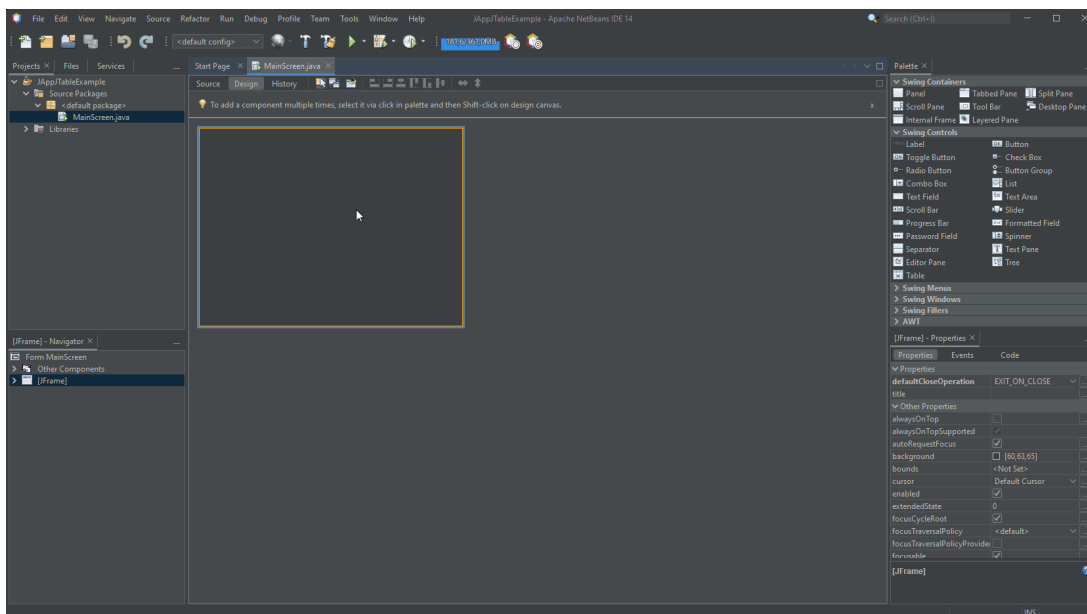 File Edit View Navigate Source Refactor Run Debug Profile Team Tools Window Help JAppJTableExample - Apache NetBeans IDE 14 Search (Ctrl+I)
<default config>
Projects Files Services
JAppJTableExample
Source Packages
<default package>
MainScreen.java
Libraries
Start Page MainScreen.java
Source Design History
To add a component multiple times, select it via click in palette and then Shift-click on design canvas.
[JFrame] - Navigator
Form MainScreen
Other Components
[JFrame]
Palette
Swing Containers
Panel Tabbed Pane Split Pane
Scroll Pane Tool Bar Desktop Pane
Internal Frame Layered Pane
Swing Controls
Label Button
Toggle Button Check Box
Radio Button Button Group
Combo Box List
Text Field Text Area
Scroll Bar Slider
Progress Bar Formatted Field
Password Field Spinner
Separator Text Pane
Editor Pane Tree
Table
Swing Menus
Swing Windows
Swing Fillers
AWT
[JFrame] - Properties
Properties Events Code
Properties
defaultCloseOperation EXIT_ON_CLOSE
title
Other Properties
alwaysOnTop
alwaysOnTopSupported
autoRequestFocus
background [60,63,65]
bounds <Not Set>
cursor Default Cursor
enabled
extendedState 0
focusCycleRoot
focusTraversalPolicy <default>
focusTraversalPolicyProvider
focusable
[JFrame]
INS